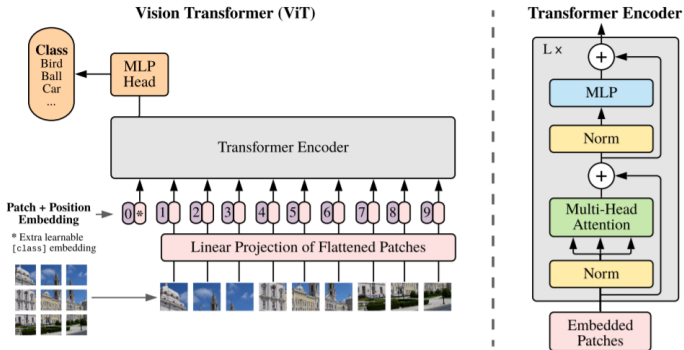 Vision Transformer (ViT)
Class
Bird
Ball
Car
...
MLP
Head
Transformer Encoder
Patch + Position
Embedding
0 * 1 2 3 4 5 6 7 8 9
* Extra learnable
[class] embedding
Linear Projection of Flattened Patches
Transformer Encoder
L x
+
MLP
Norm
+
Multi-Head
Attention
Norm
Embedded
Patches